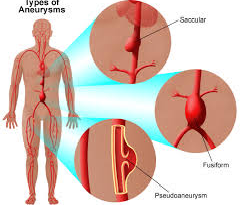 Types of
Aneurysms
Saccular
Fusiform
Pseudoaneurysm